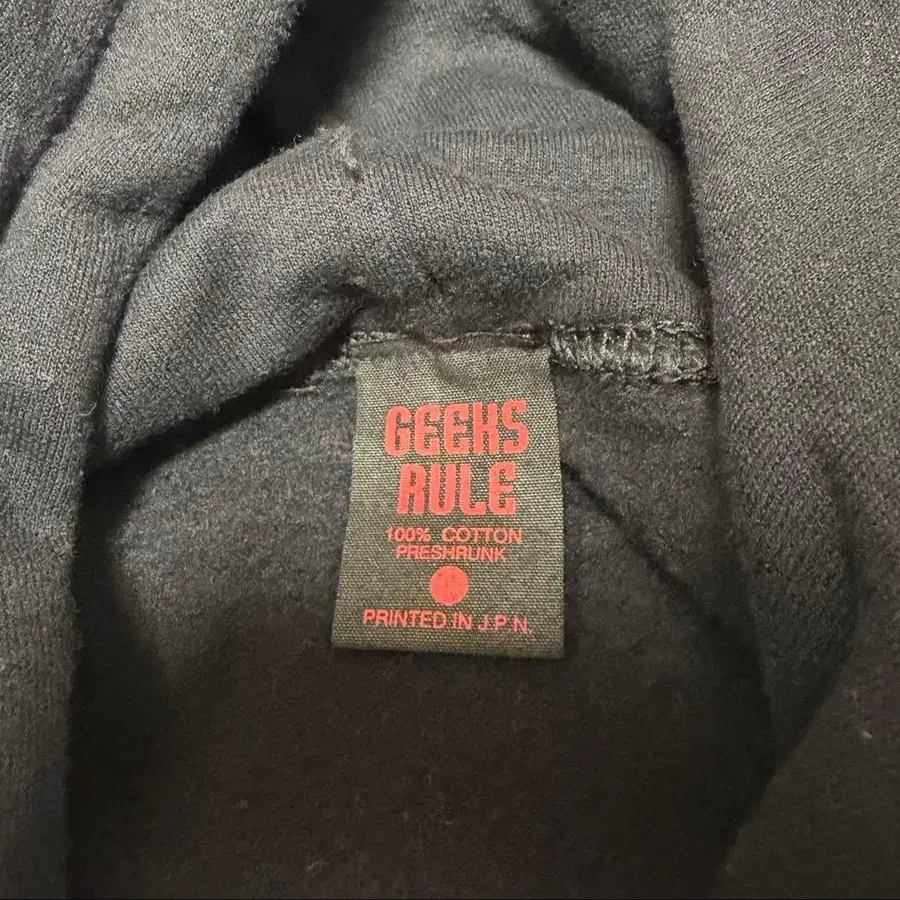 GEEKS
RULE
100% COTTON
PRESHRUNK
PRINTED IN J.P.N.